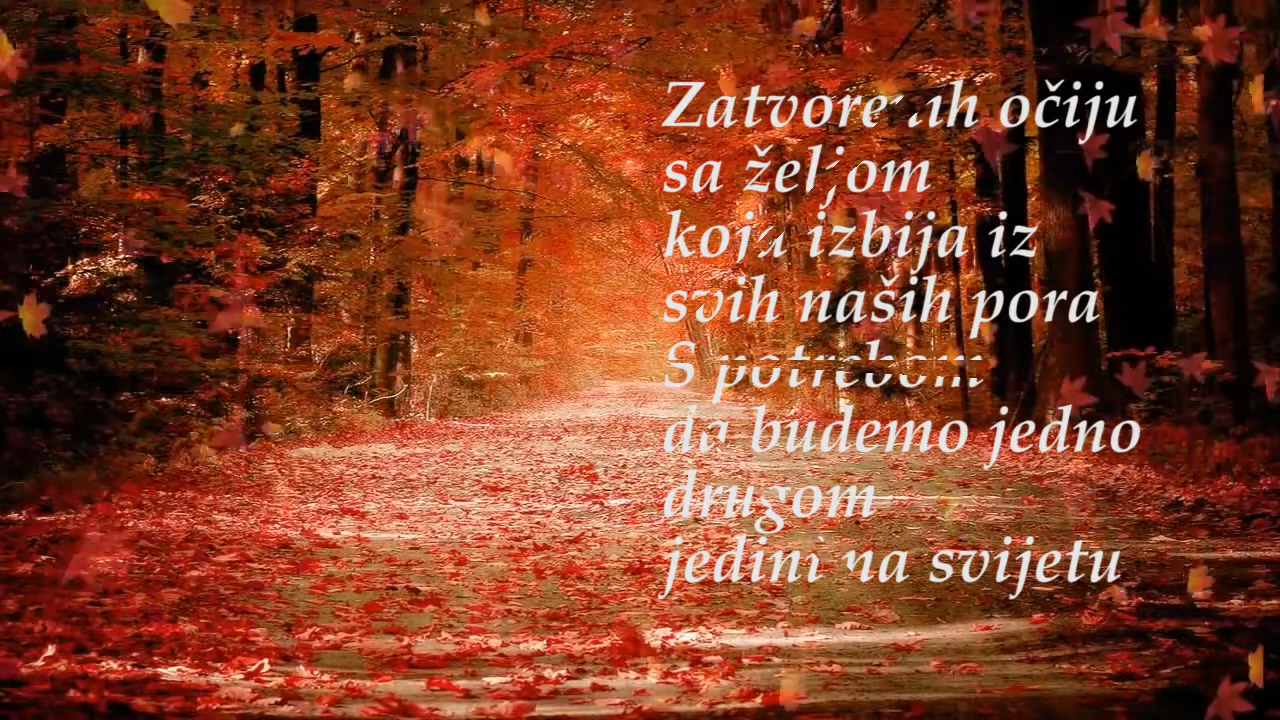 Zatvorenih očiju
sa željom
koja izbija iz
svih naših pora
S potrebom
da budemo jedno
drugom
jedini na svijetu